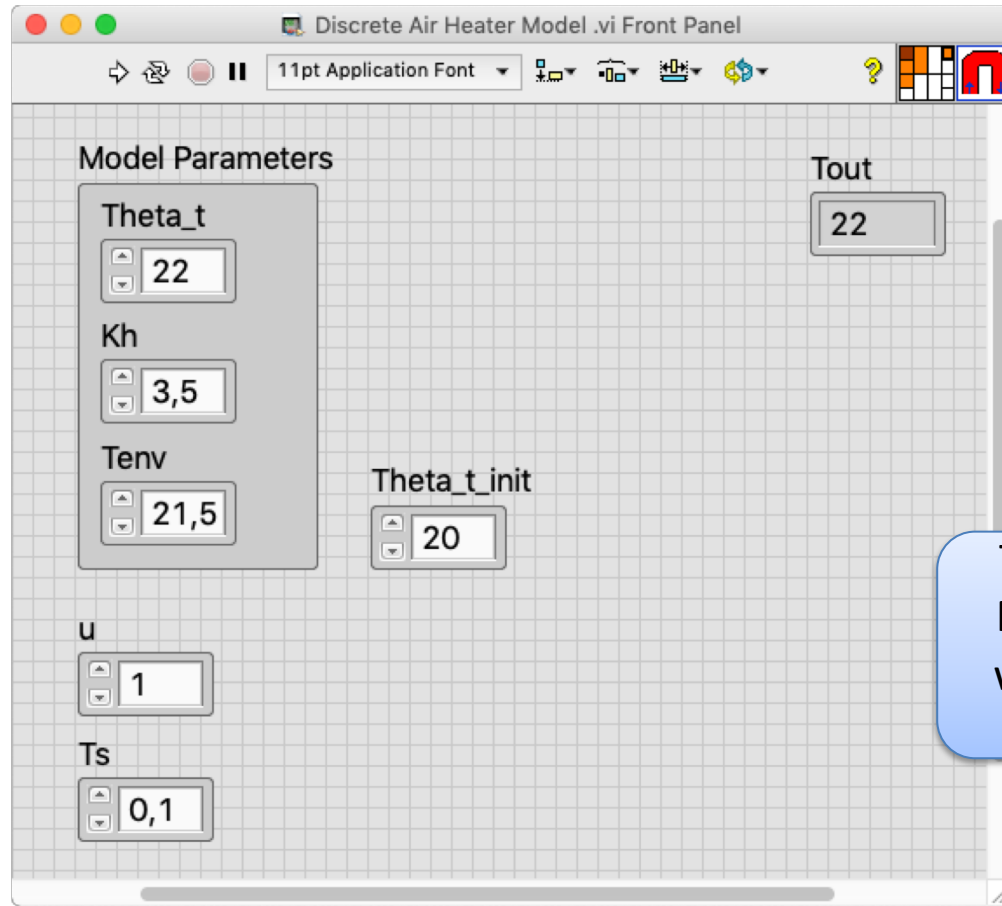 Discrete Air Heater Model .vi Front Panel
11pt Application Font
?
Model Parameters
Theta_t
22
Kh
3,5
Tenv
21,5
Theta_t_init
20
Tout
22
u
1
Ts
0,1